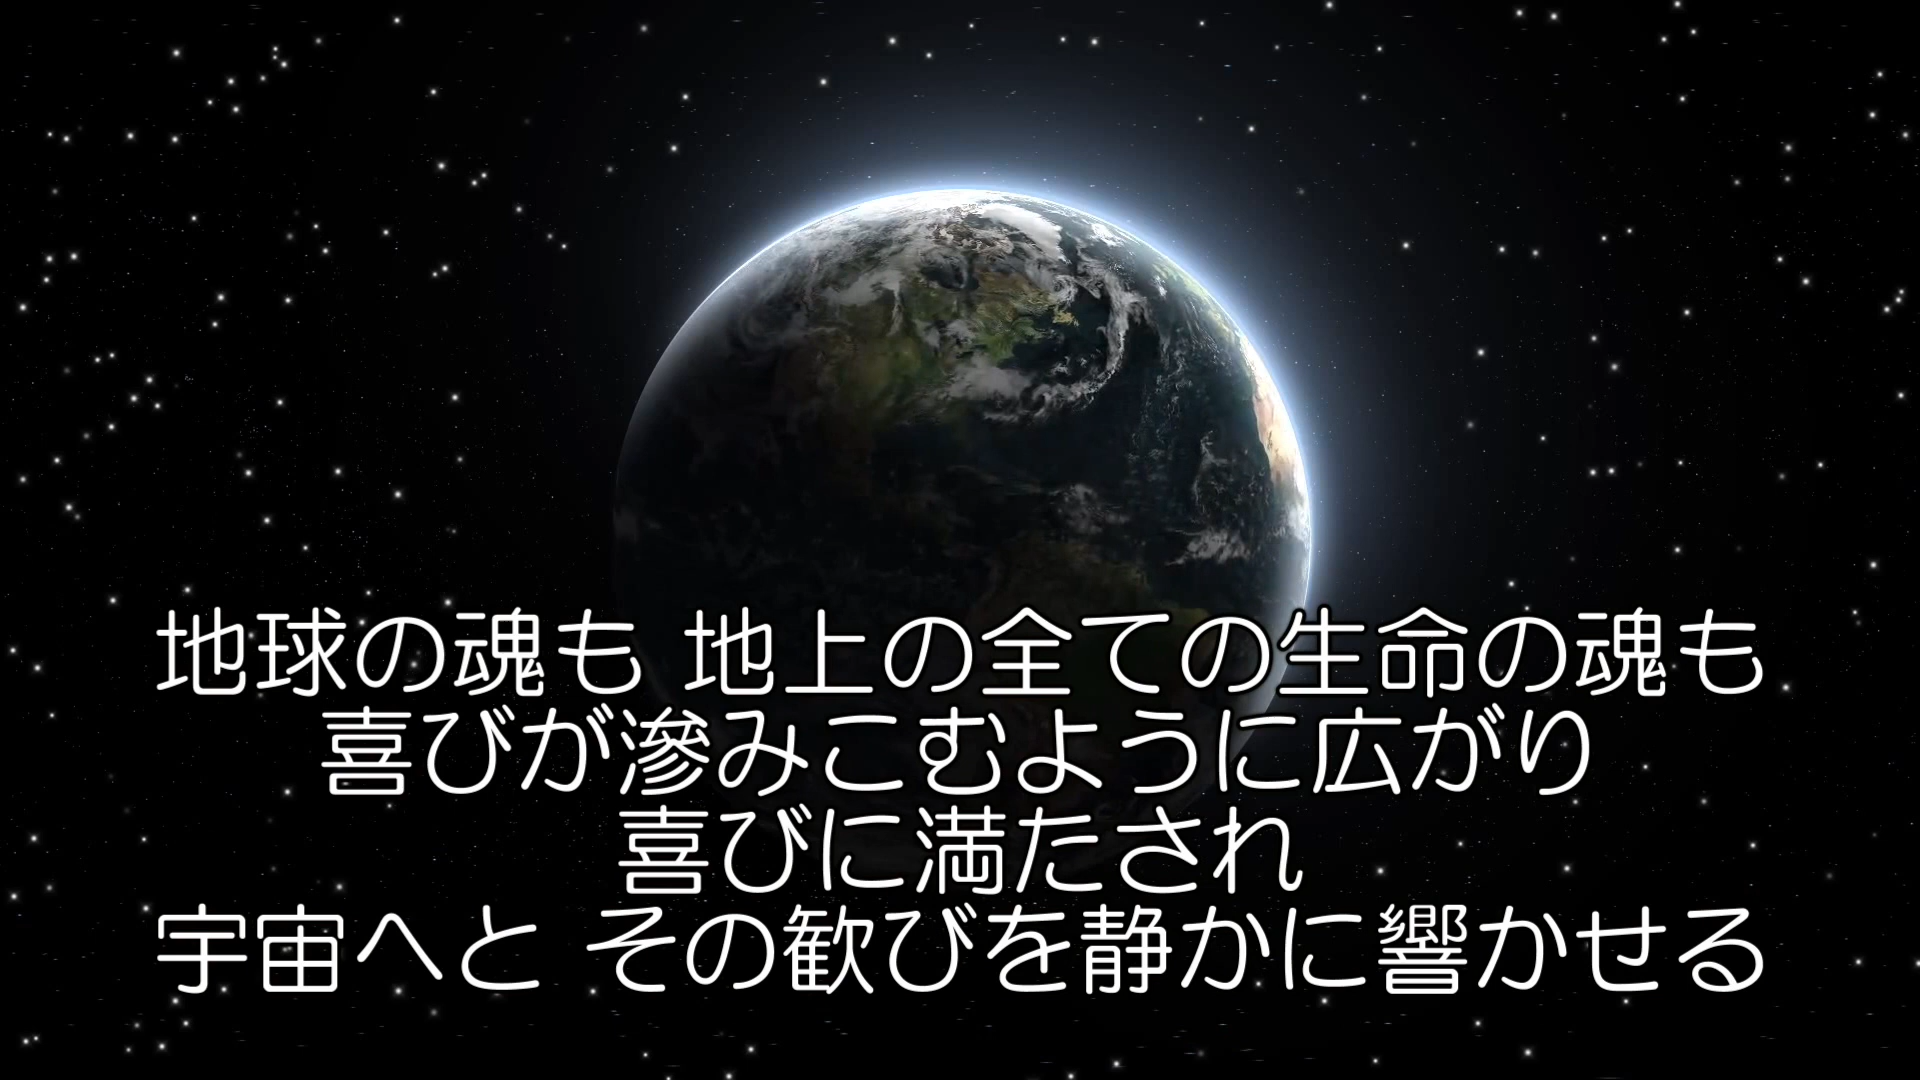 地球の魂も 地上の全ての生命の魂も
喜びが滲みこむように広がり
喜びに満たされ
宇宙へと その歓びを静かに響かせる